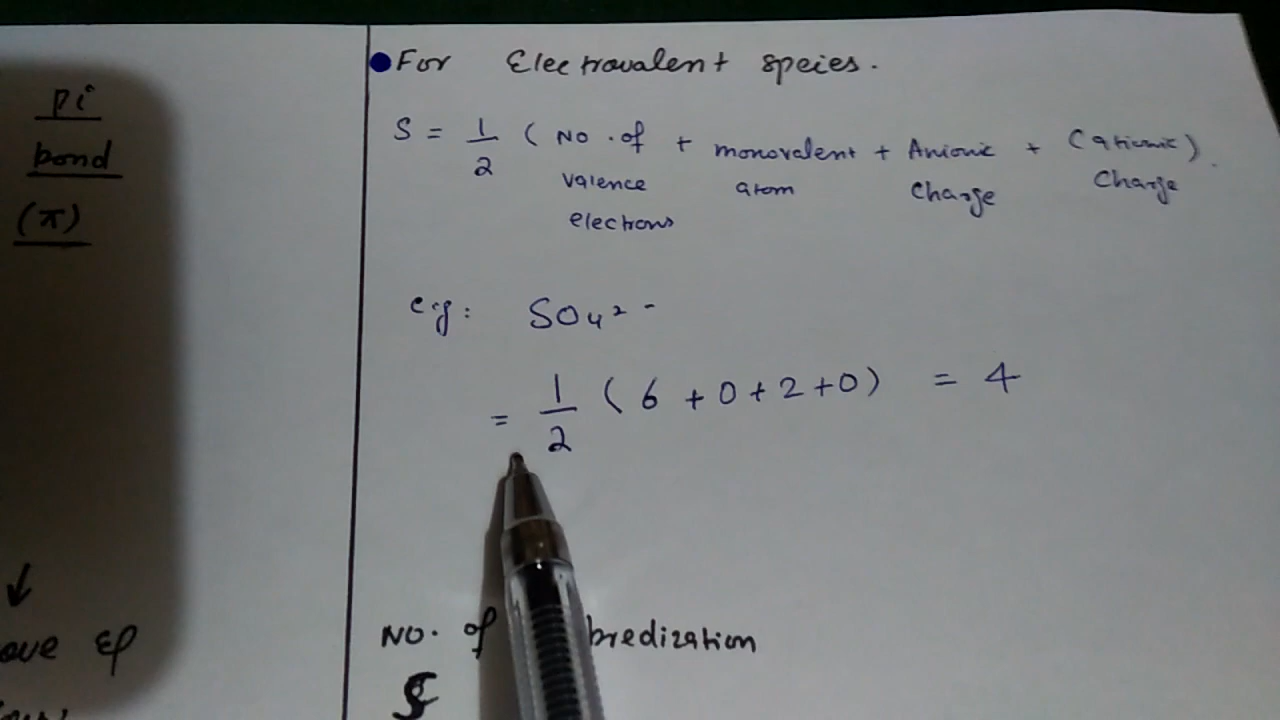 pi
bond
(π)
↓
ove Ep
• For Electrovalent speies.
S = 1/2 ( No. of valence electrons + monovalent atom + Anionic Charge + Cationic) Charge
e.g: SO₄²⁻
= 1/2 ( 6 + 0 + 2 + 0) = 4
NO. of bredization
S